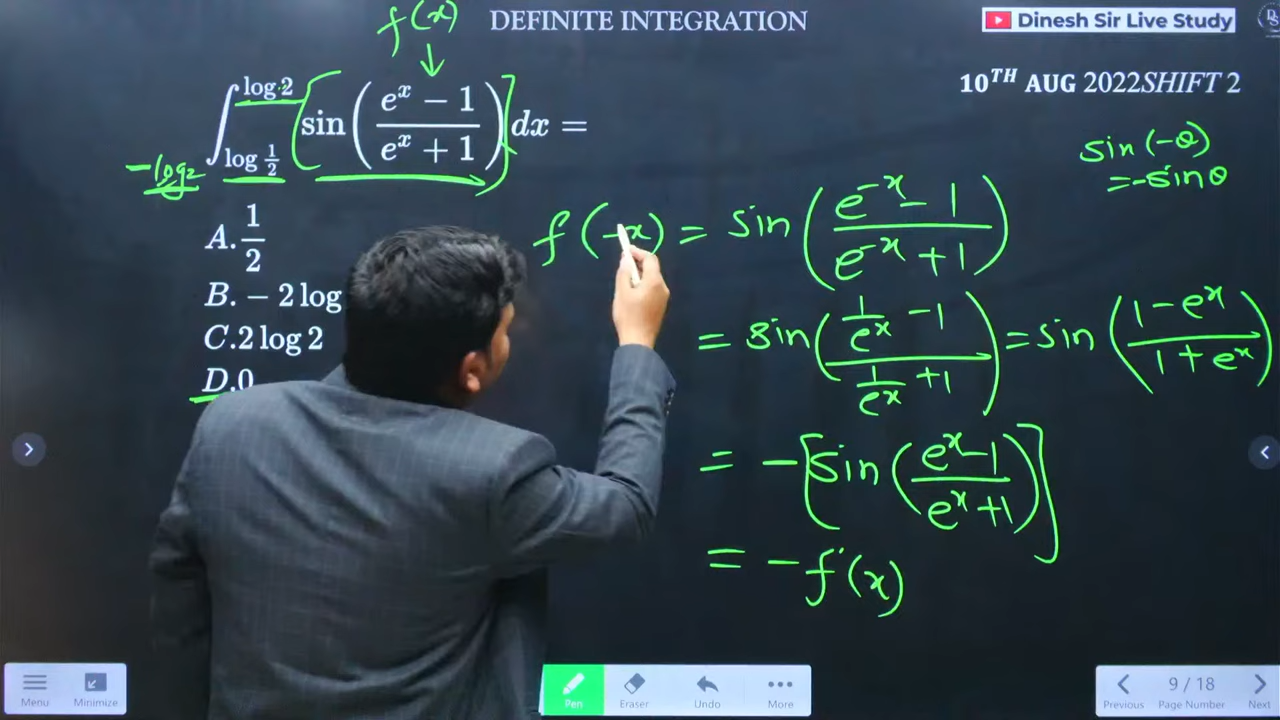 f(x)
↓
DEFINITE INTEGRATION
Dinesh Sir Live Study
10TH AUG 2022SHIFT 2
∫_{log 1/2}^{log 2} sin((e^x − 1)/(e^x + 1)) dx =
-log2
sin(-θ)
= -sinθ
A. 1/2
B. − 2 log
C. 2 log 2
D. 0
f(-x) = sin((e^-x - 1)/(e^-x + 1))
= sin((1/e^x - 1)/(1/e^x + 1)) = sin((1 - e^x)/(1 + e^x))
= -[sin((e^x - 1)/(e^x + 1))]
= -f(x)
Menu
Minimize
Pen
Eraser
Undo
More
Previous
9 / 18
Page Number
Next